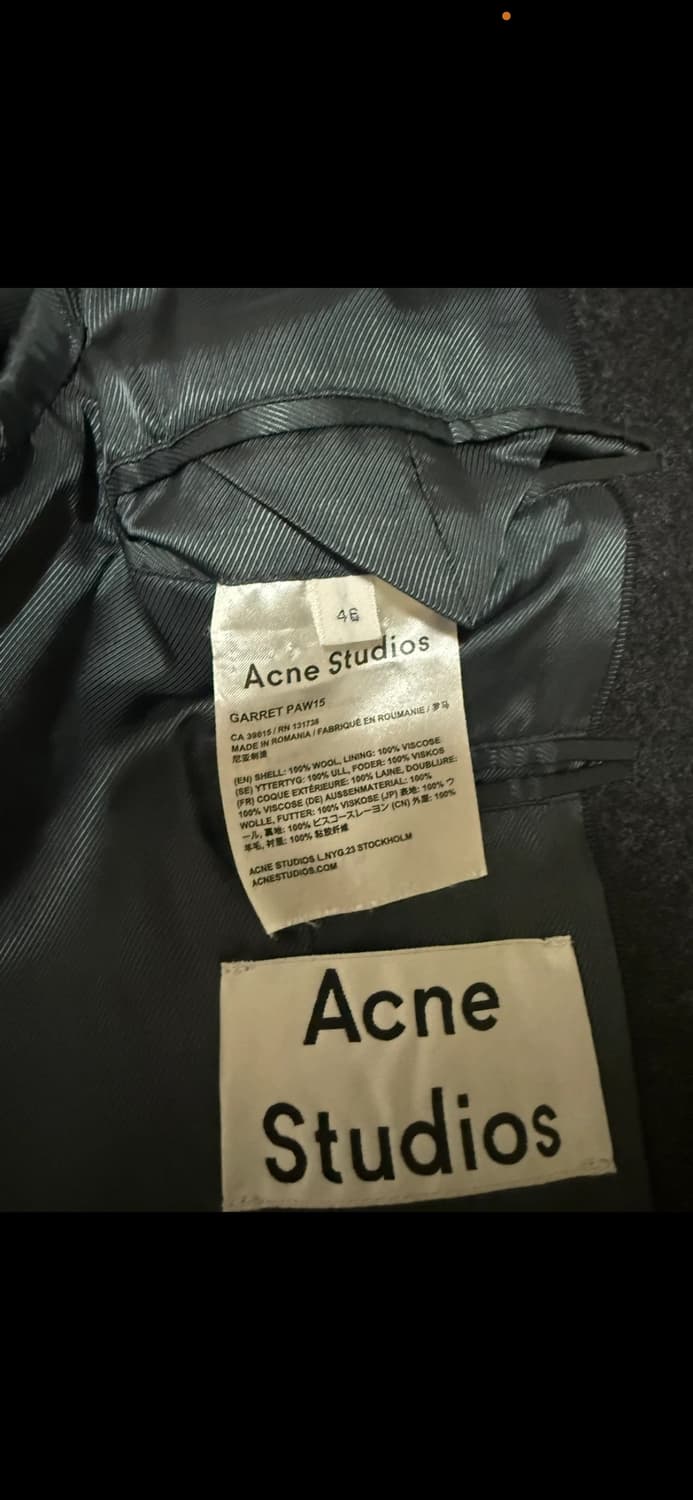 46
Acne Studios
GARRET PAW15
CA 39015 / RN 131738
MADE IN ROMANIA / FABRIQUÉ EN ROUMANIE / 罗马
尼亚制造
(EN) SHELL: 100% WOOL, LINING: 100% VISCOSE
(SE) YTTERTYG: 100% ULL, FODER: 100% VISKOS
(FR) COQUE EXTÉRIEURE: 100% LAINE, DOUBLURE:
100% VISCOSE (DE) AUSSENMATERIAL: 100%
WOLLE, FUTTER: 100% VISKOSE (JP) 表地: 100% ウ
ール, 裏地: 100% ビスコースレーヨン (CN) 外层: 100%
羊毛, 衬里: 100% 粘胶纤维
ACNE STUDIOS L.NYG.23 STOCKHOLM
ACNESTUDIOS.COM
Acne
Studios